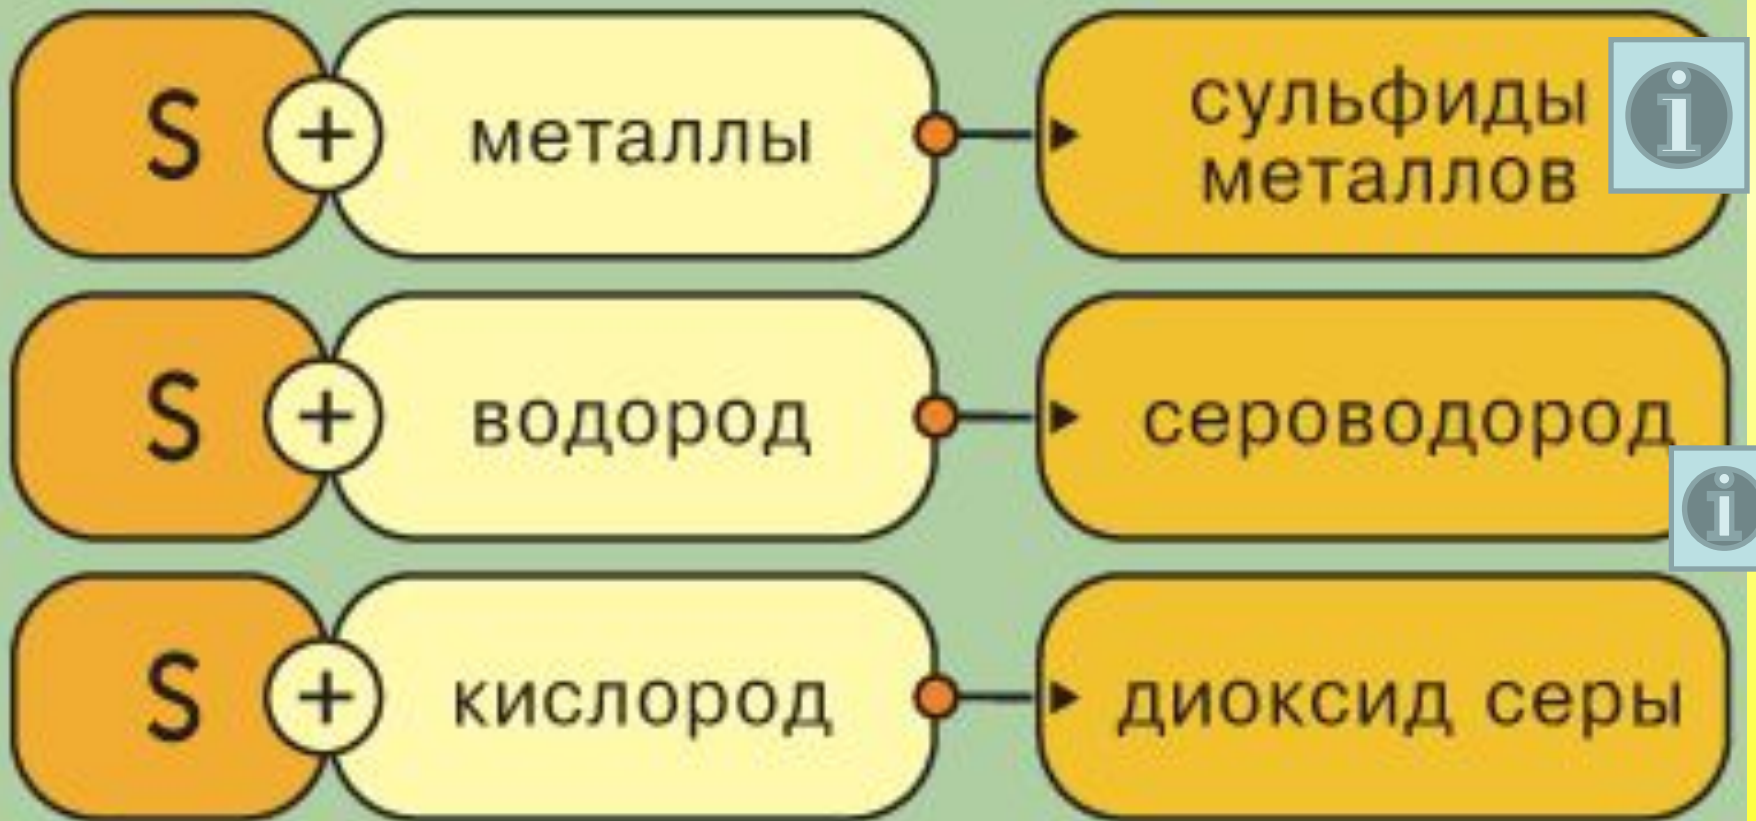 S + металлы
сульфиды
металлов
S + водород
сероводород
S + кислород
диоксид серы